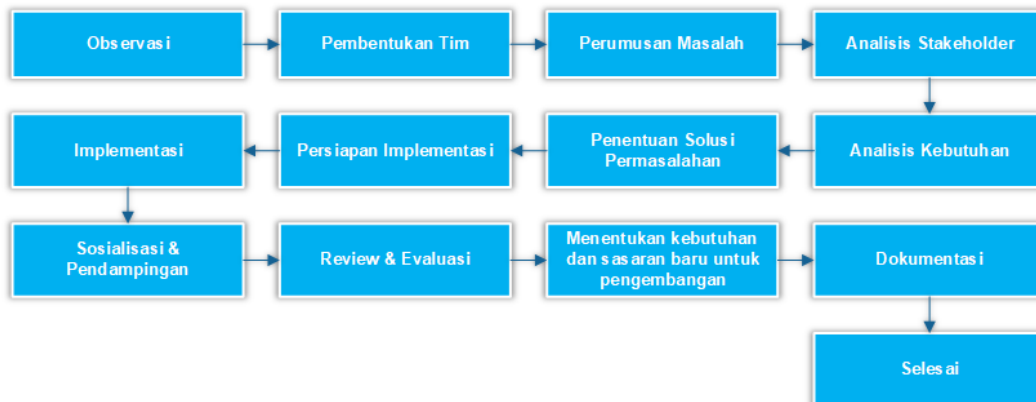 Observasi
Pembentukan Tim
Perumusan Masalah
Analisis Stakeholder
Analisis Kebutuhan
Penentuan Solusi
Permasalahan
Persiapan Implementasi
Implementasi
Sosialisasi &
Pendampingan
Review & Evaluasi
Menentukan kebutuhan
dan sasaran baru untuk
pengembangan
Dokumentasi
Selesai